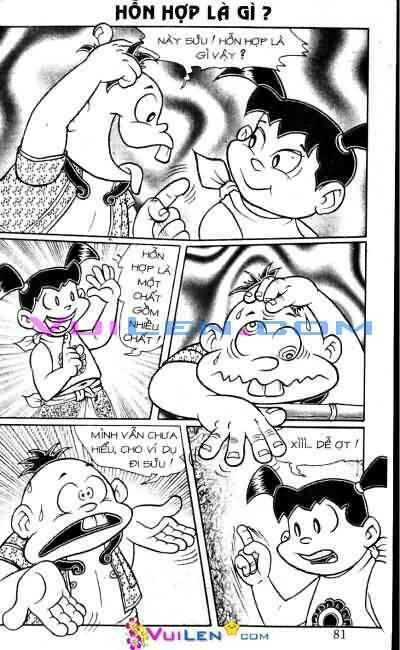 HỖN HỢP LÀ GÌ ?
NÀY SỬU ! HỖN HỢP LÀ
GÌ VẬY ?
HỖN
HỢP LÀ
MỘT
CHẤT
GỒM
NHIỀU
CHẤT !
VUILEN.COM
MÌNH VẪN CHƯA
HIỂU, CHO VÍ DỤ
ĐI SỬU !
XÌÌÌ... DỄ ỢT !
81
VUILEN.COM